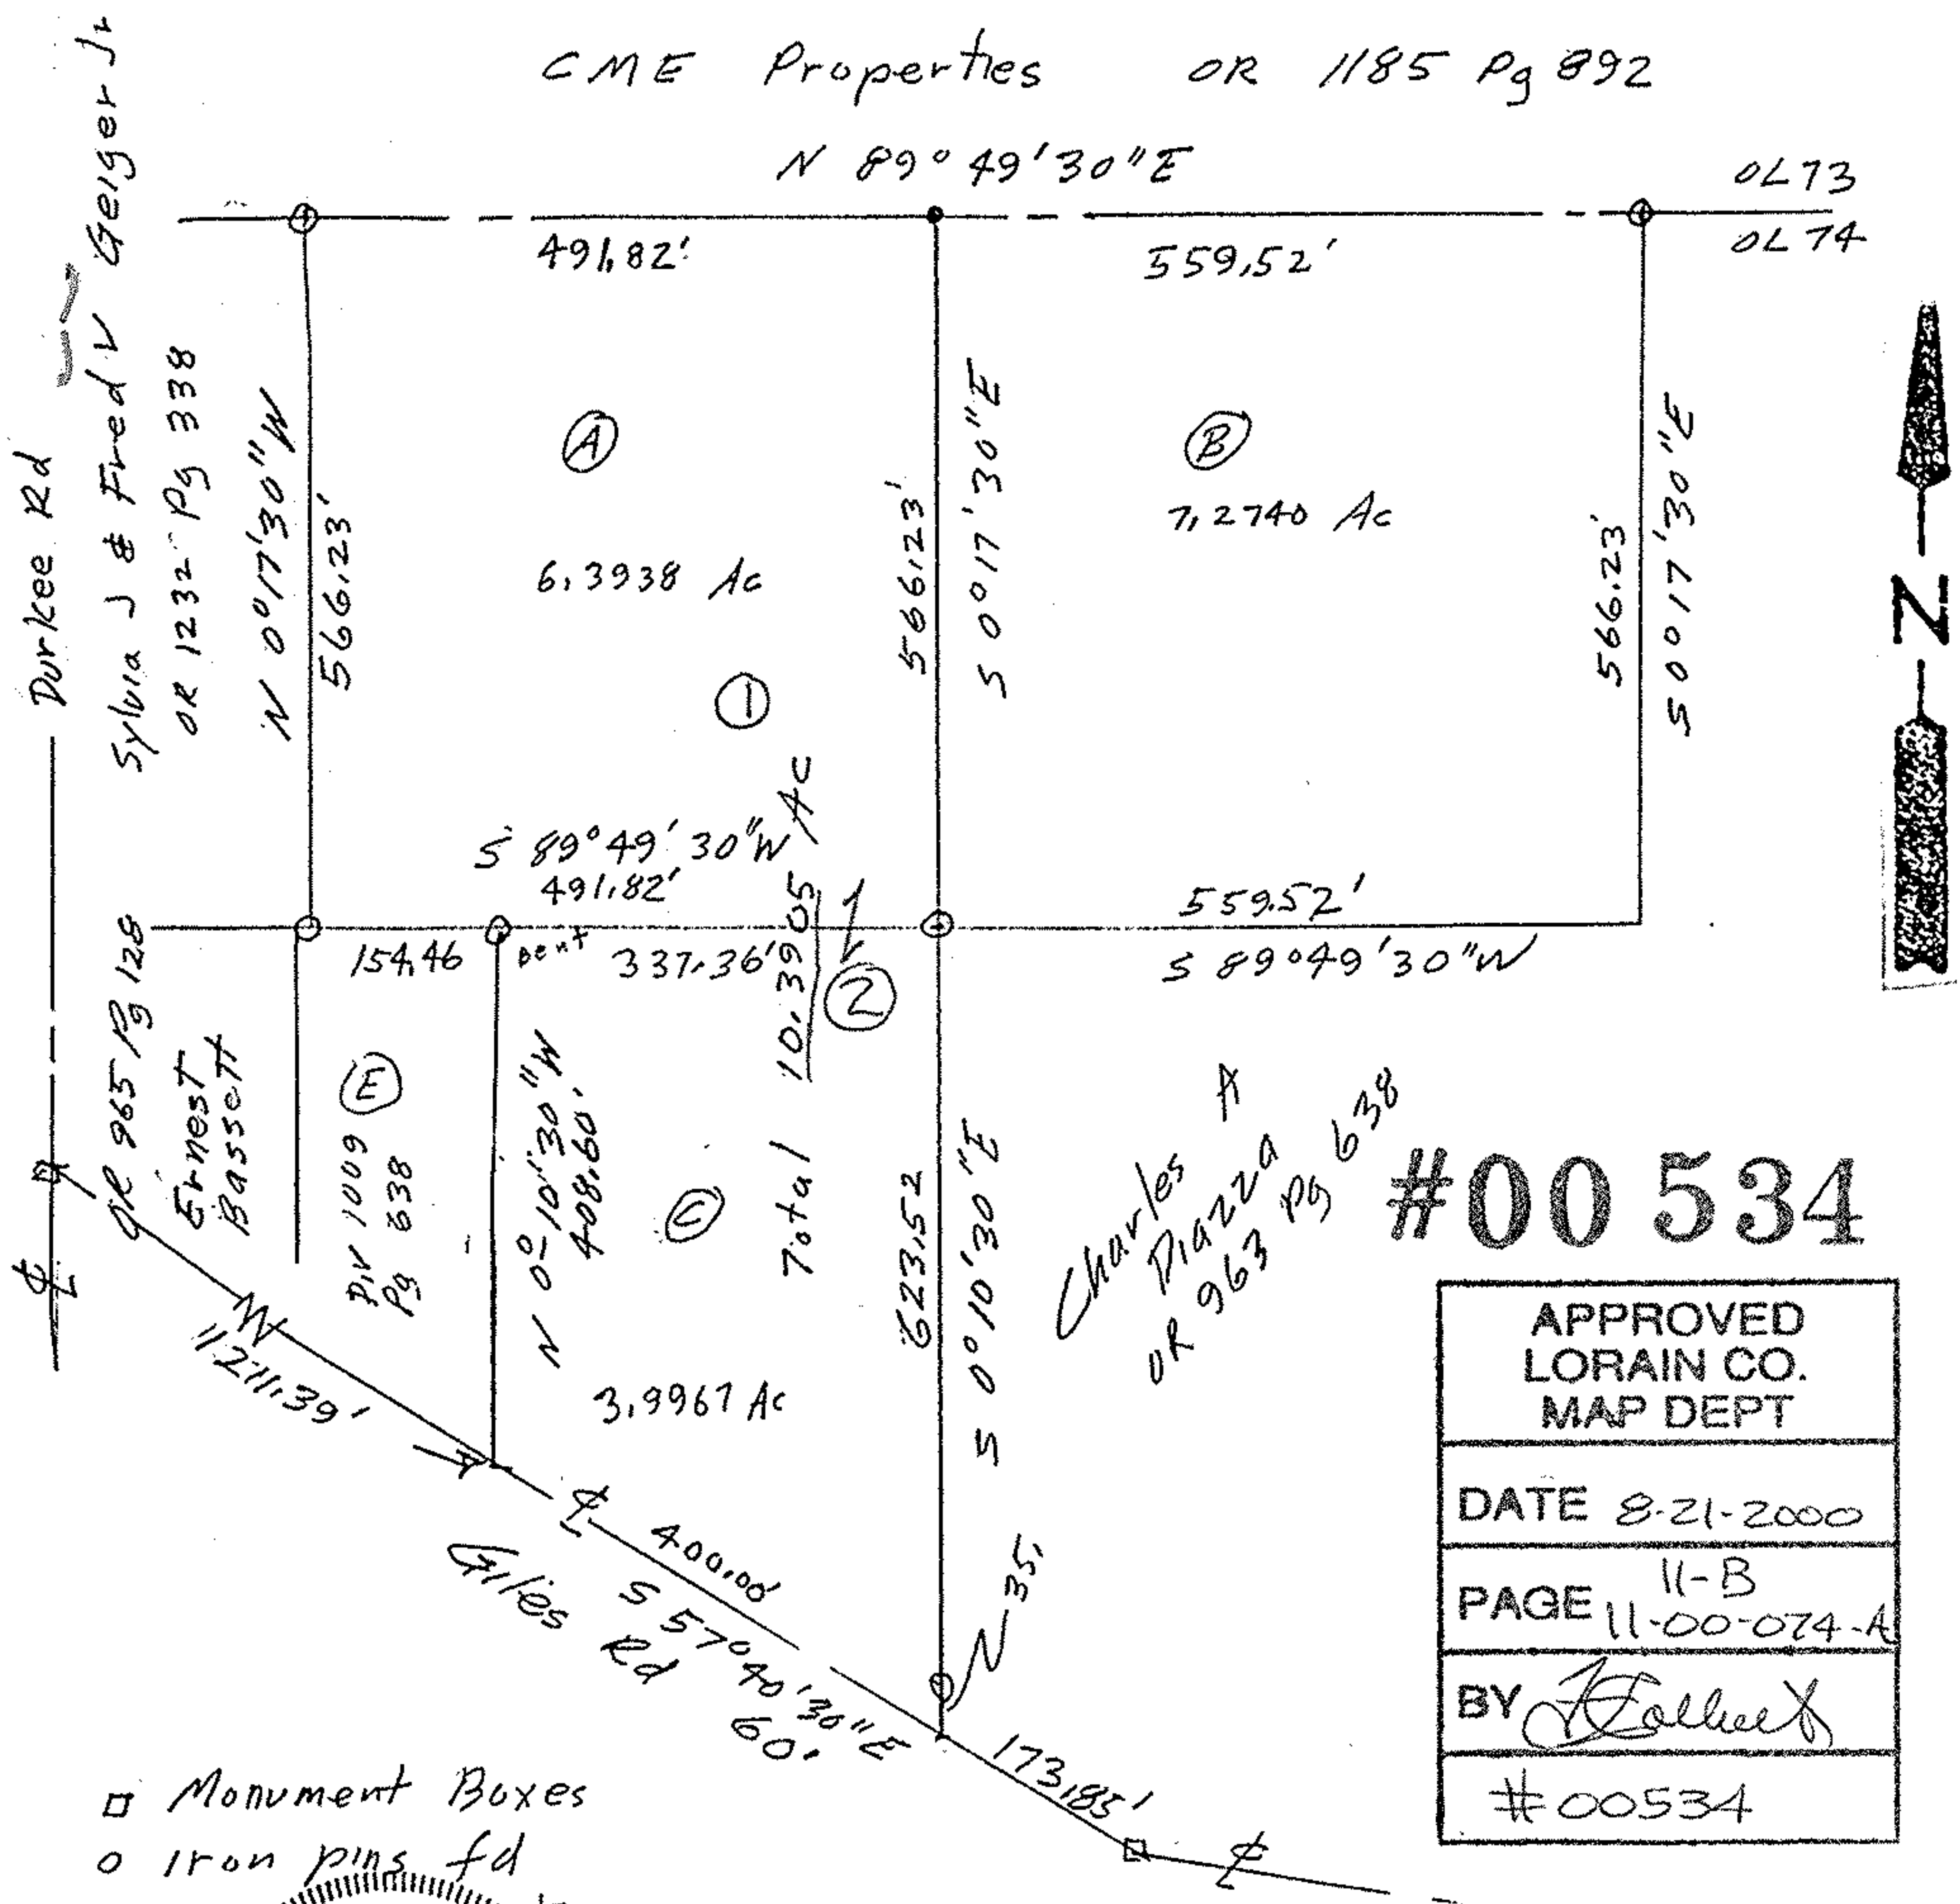 CME Properties OR 1185 Pg 892
N 89° 49' 30" E
OL 73
OL 74
491.82'
559.52'
Durkee Rd
Sylvia J & Fred V Geiger Jr
OR 1232 Pg 338
N 0° 17' 30" W
566.23'
A
6.3938 Ac
1
566.23'
S 0° 17' 30" E
B
7.2740 Ac
566.23'
S 0° 17' 30" E
N
S 89° 49' 30" W
491.82'
559.52'
S 89° 49' 30" W
154.46
Bent
337.36'
2
Total 10.3905 Ac
OR 965 Pg 128
Ernest
Bassett
E
DIV 1009
Pg 638
N 0° 10' 30" W
408.60'
C
3.9967 Ac
623.52
S 0° 10' 30" E
Charles A
Piazza
OR 963 Pg 638
#00 534
APPROVED
LORAIN CO.
MAP DEPT
DATE 8-21-2000
PAGE 11-B
11-00-074-A
BY
#00534
1,211.39'
℄
℄
400.00'
Giles Rd
S 57° 40' 30" E
60'
35'
173.85'
℄
□ Monument Boxes
o Iron pins fd